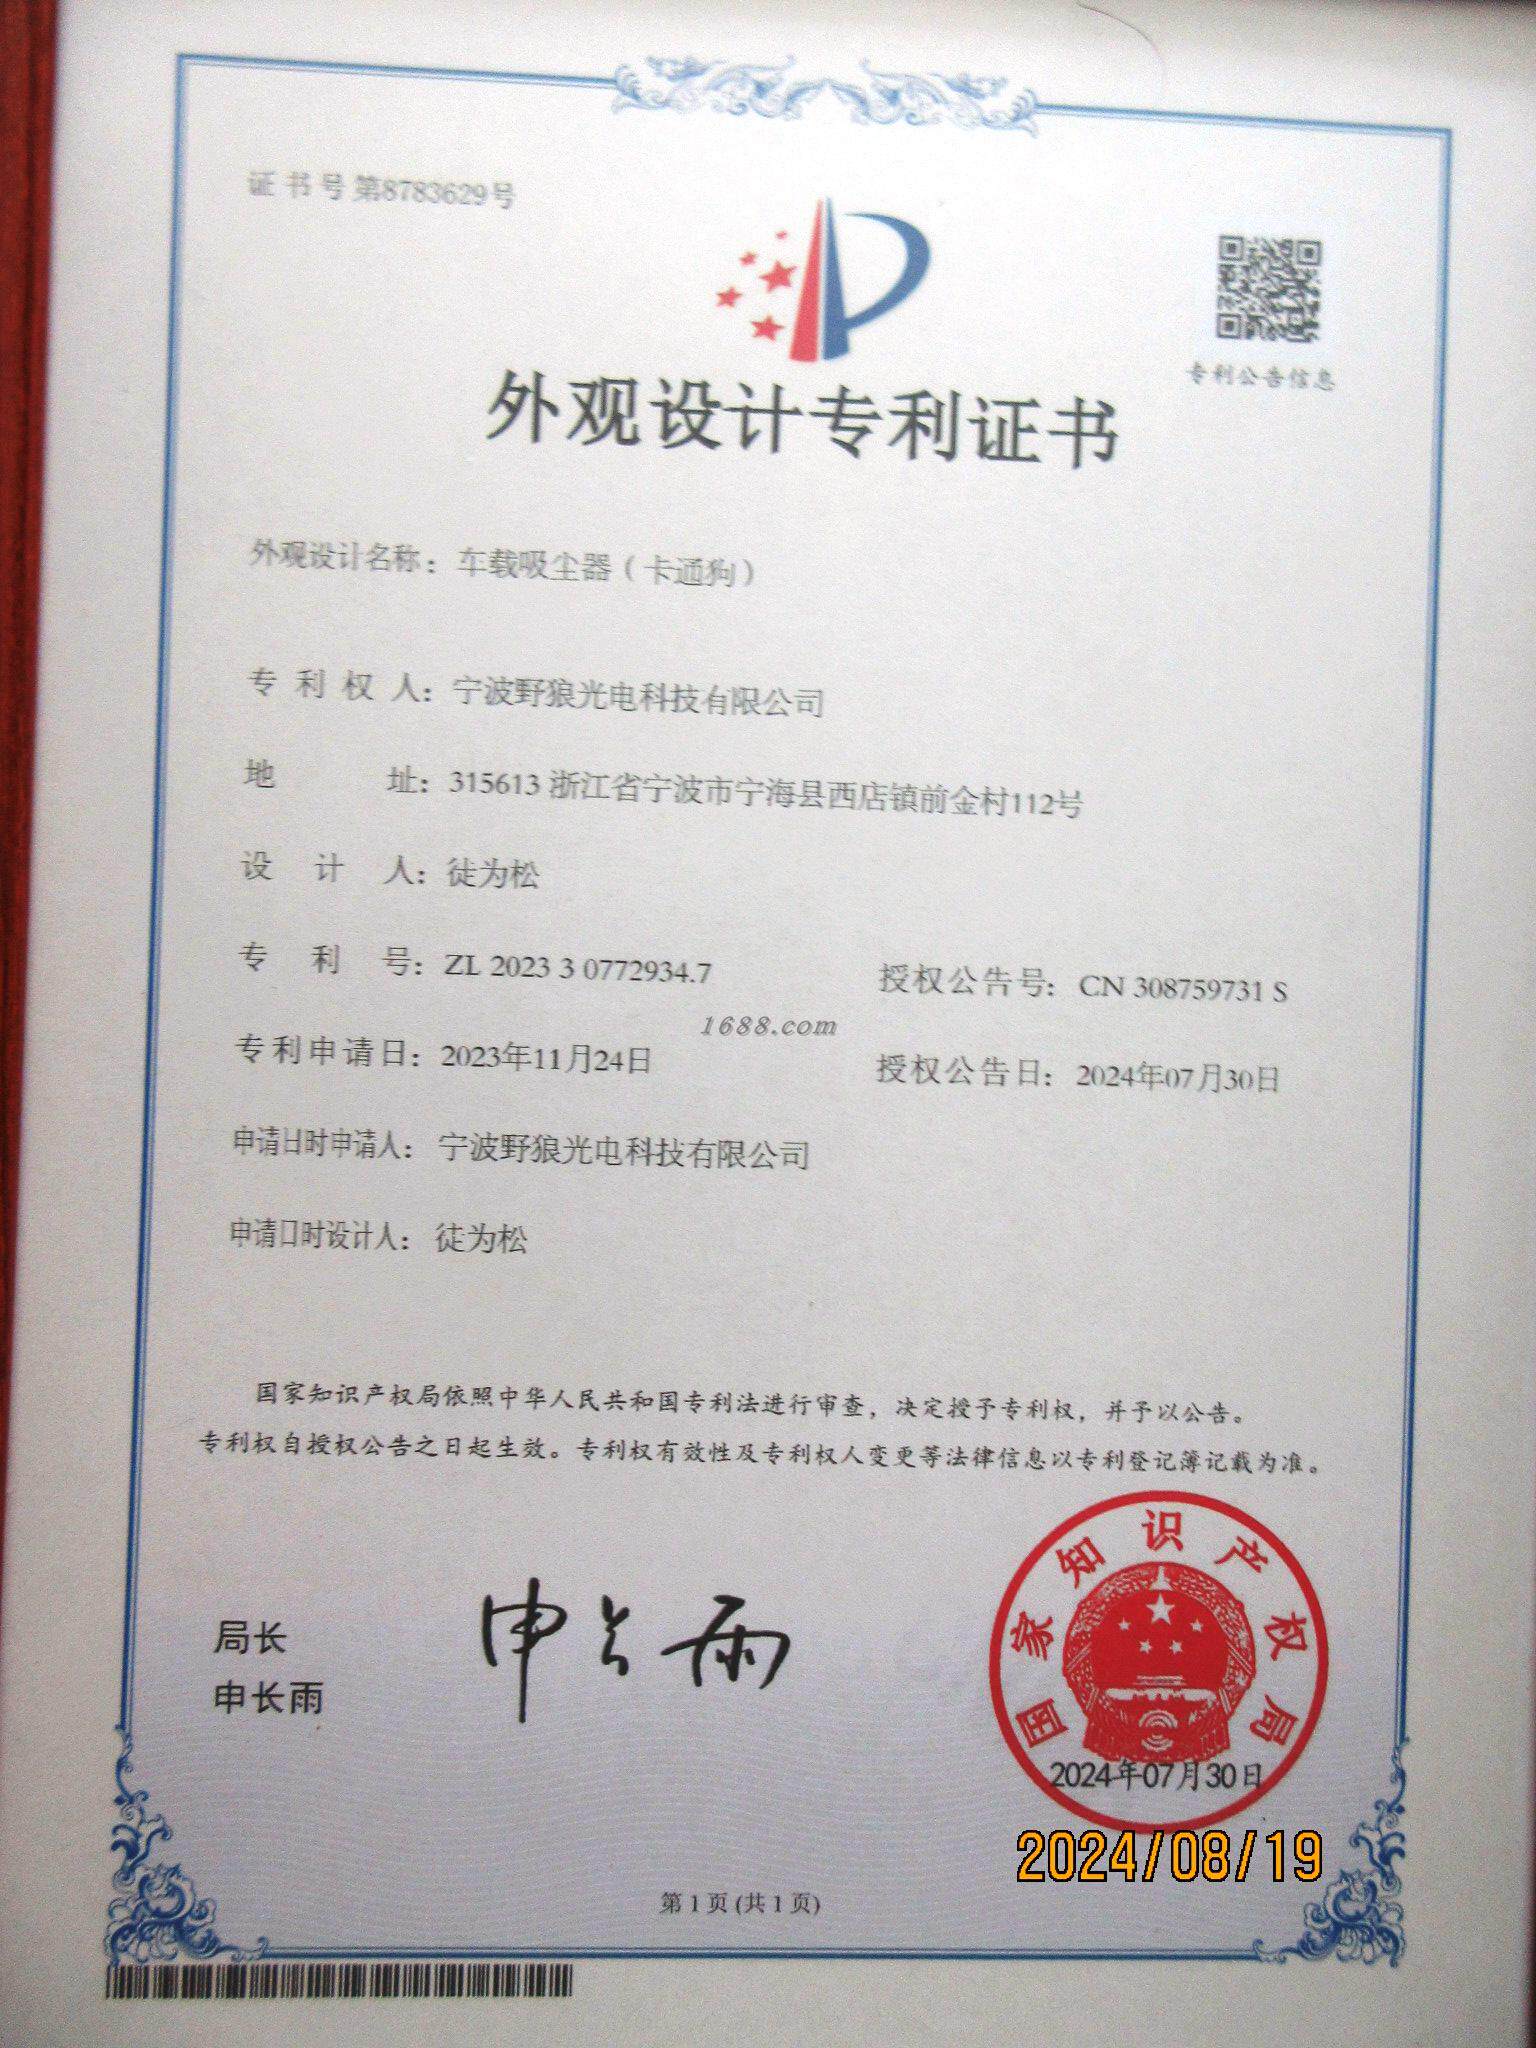 证书号第8783629号
专利公告信息
外观设计专利证书
外观设计名称：车载吸尘器（卡通狗）
专利权人：宁波野狼光电科技有限公司
地址：315613 浙江省宁波市宁海县西店镇前金村112号
设计人：徒为松
专利号：ZL 2023 3 0772934.7
授权公告号：CN 308759731 S
1688.com
专利申请日：2023年11月24日
授权公告日：2024年07月30日
申请日时申请人：宁波野狼光电科技有限公司
申请日时设计人：徒为松
国家知识产权局依照中华人民共和国专利法进行审查，决定授予专利权，并予以公告。
专利权自授权公告之日起生效。专利权有效性及专利权人变更等法律信息以专利登记簿记载为准。
局长
申长雨
申长雨
国家知识产权局
2024年07月30日
2024/08/19
第1页(共1页)